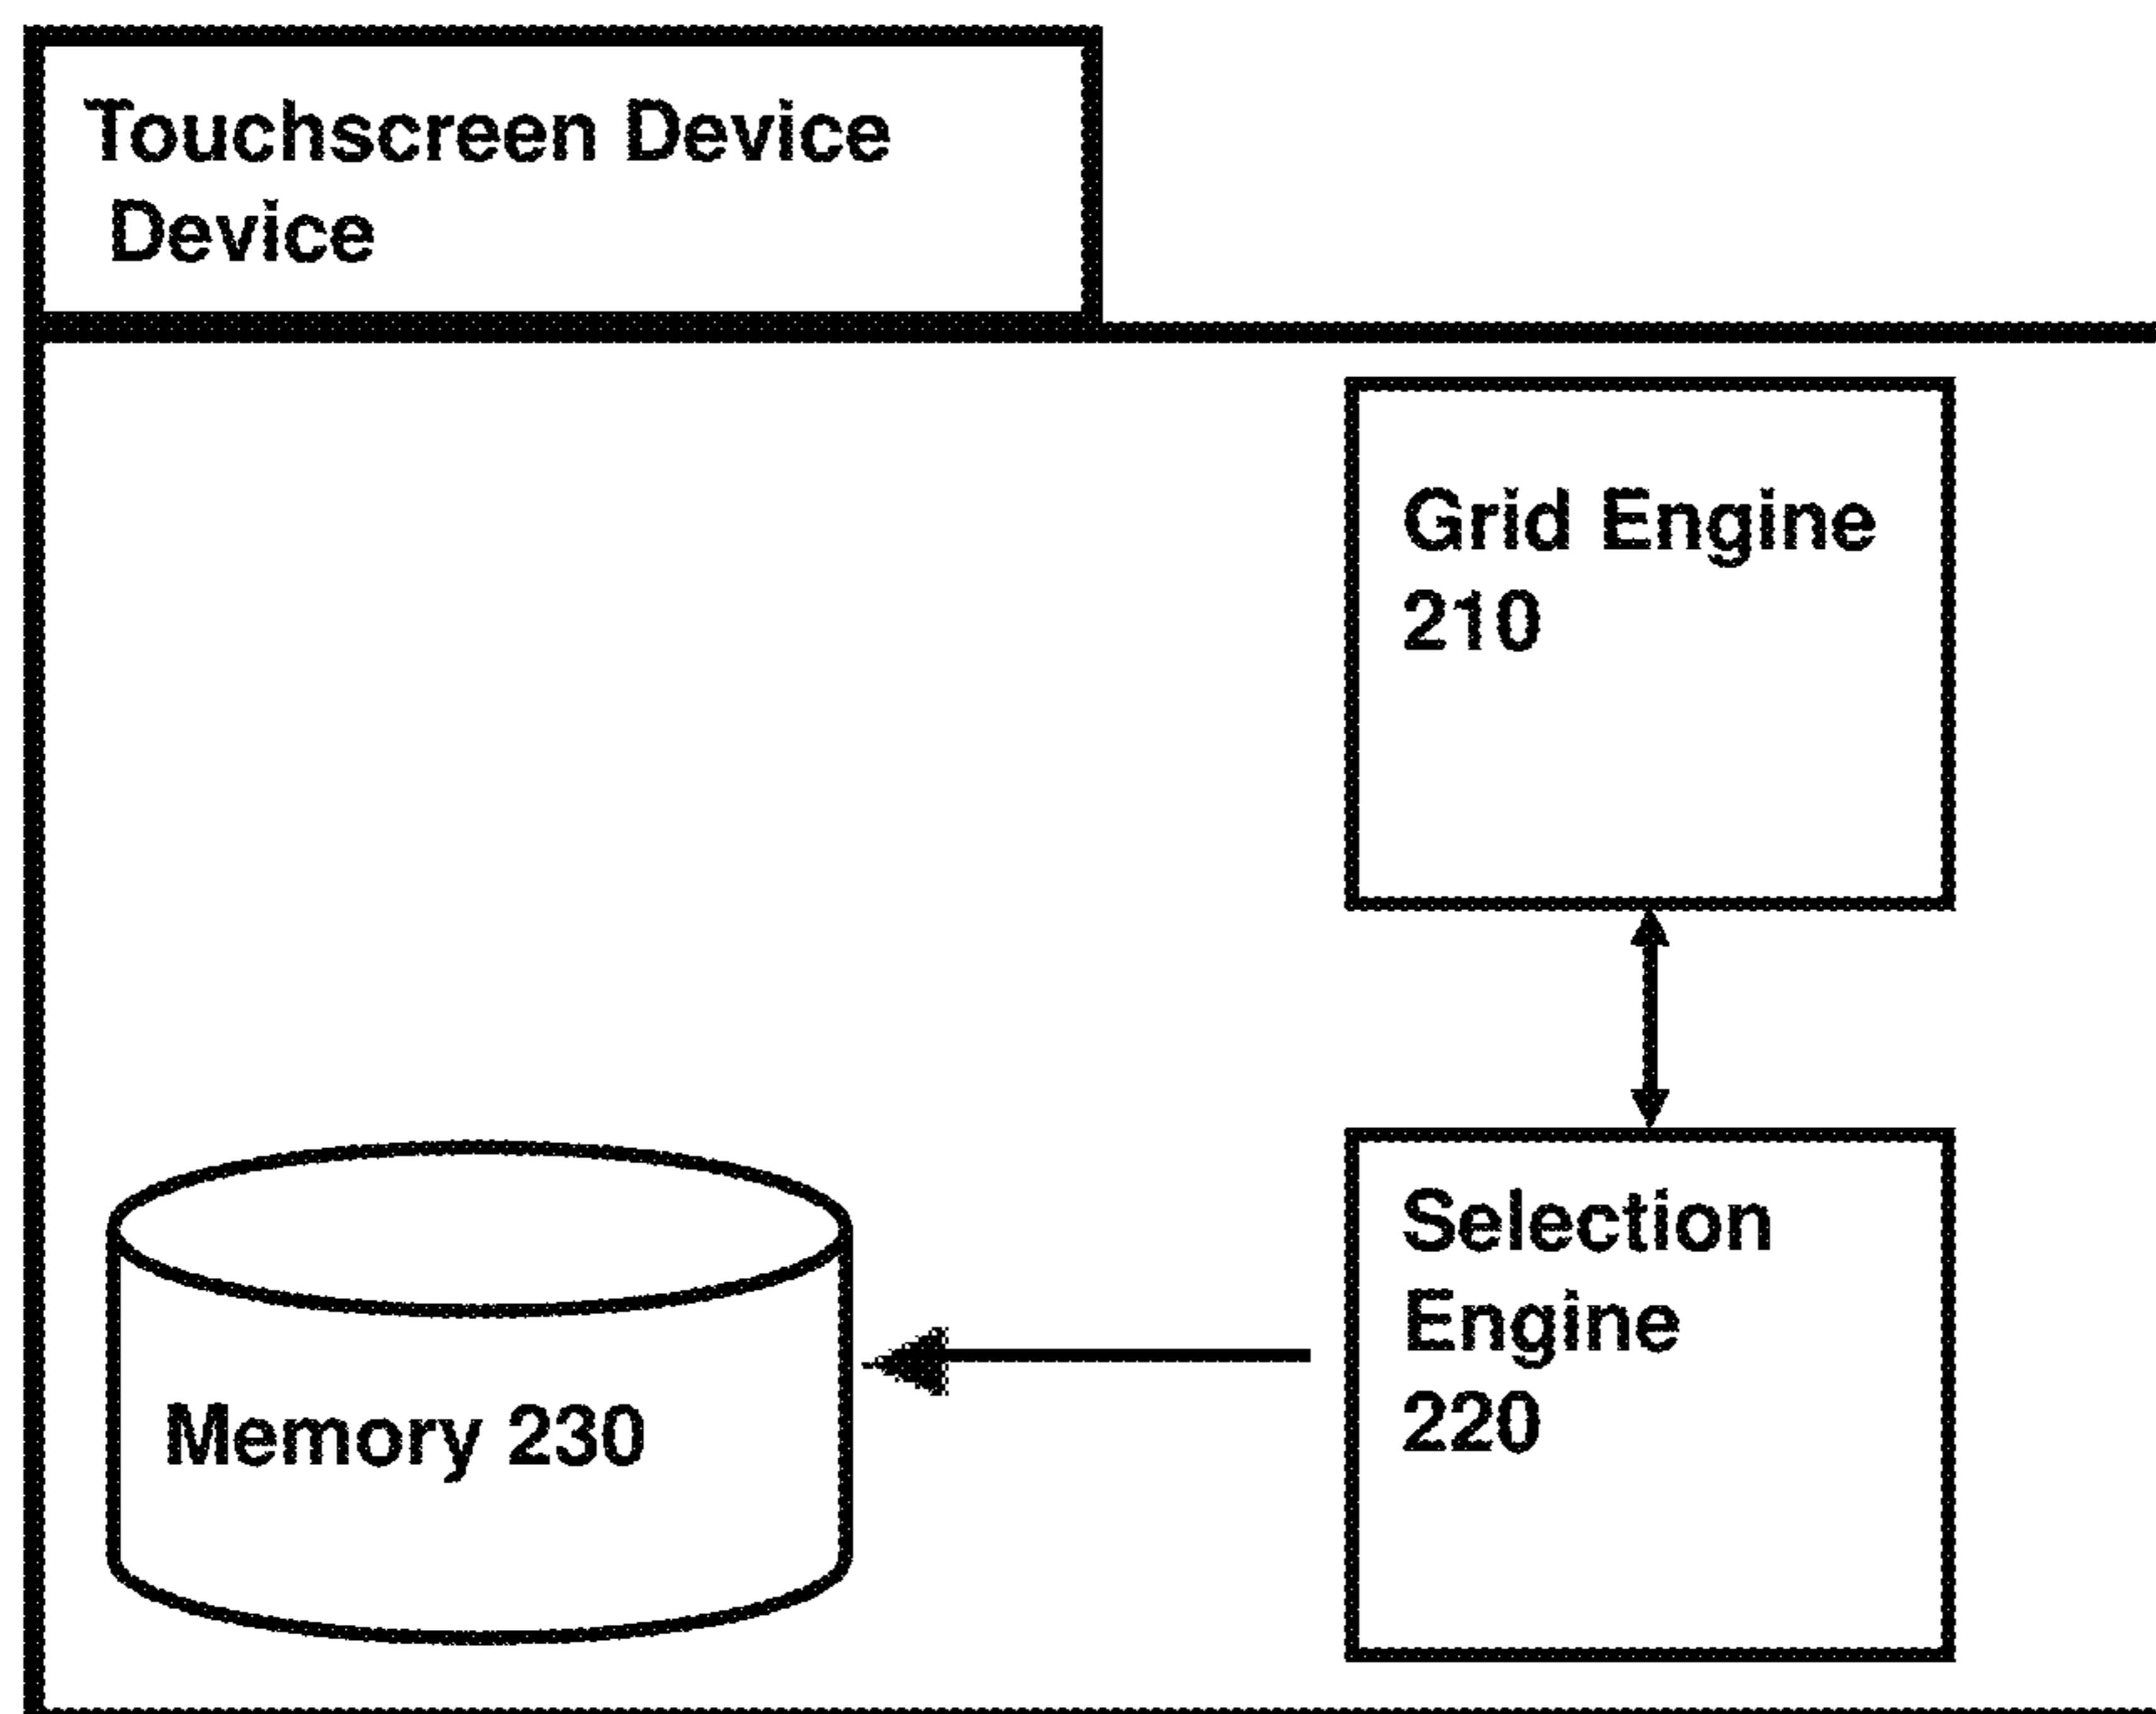 Touchscreen Device
Device
Grid Engine
210
Selection
Engine
220
Memory 230